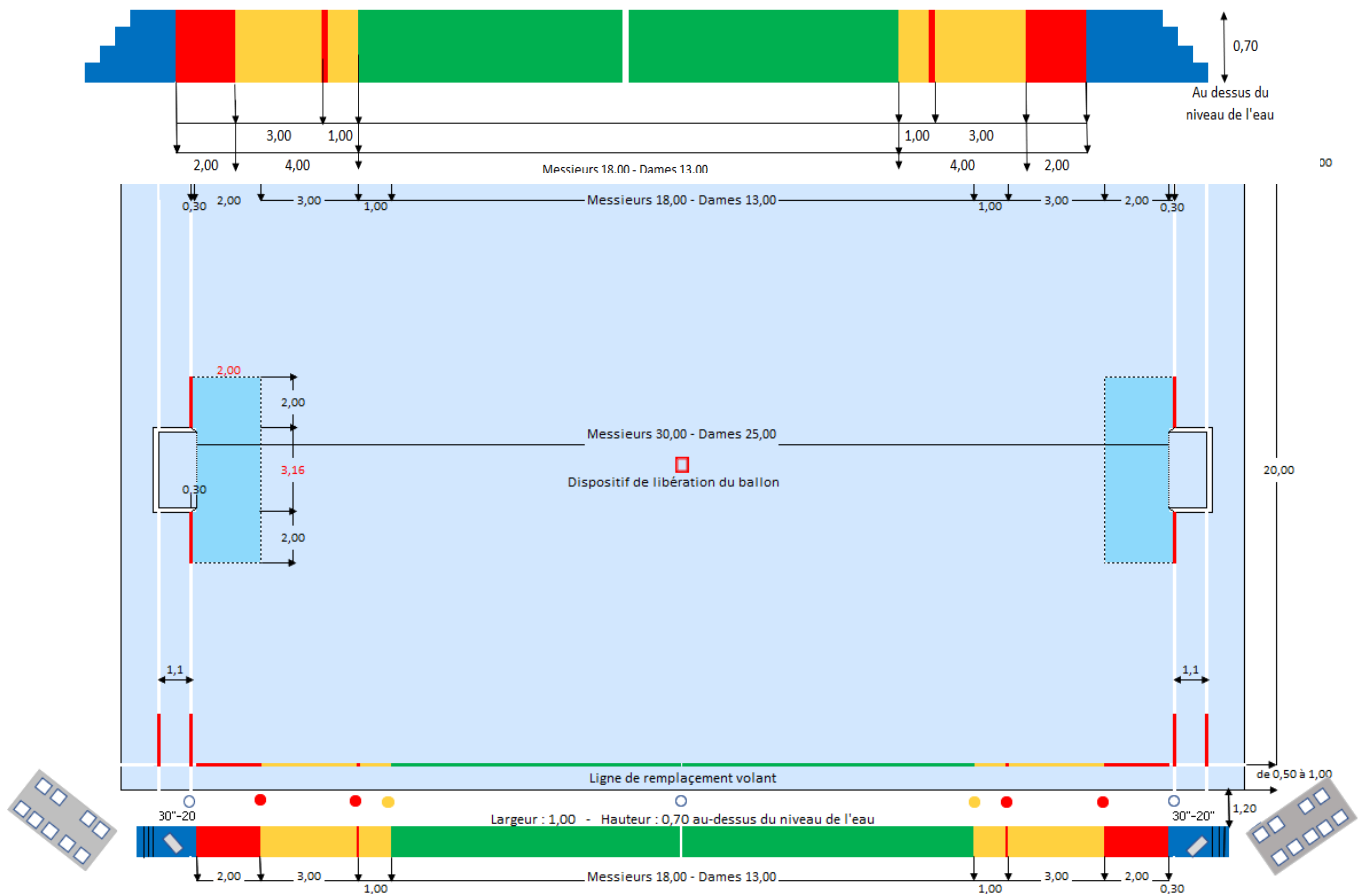 0,70
Au dessus du
niveau de l'eau
3,00 1,00 1,00 3,00
2,00 4,00 Messieurs 18.00 - Dames 13.00 4,00 2,00
00
0,30 2,00 3,00 1,00 Messieurs 18,00 - Dames 13,00 1,00 3,00 2,00 0,30
2,00
2,00
Messieurs 30,00 - Dames 25,00
3,16 20,00
Dispositif de libération du ballon
0,30
2,00
1,1 1,1
Ligne de remplaçement volant de 0,50 à 1,00
30"-20 Largeur : 1,00 - Hauteur : 0,70 au-dessus du niveau de l'eau 30"-20" 1,20
2,00 3,00 1,00 Messieurs 18,00 - Dames 13,00 1,00 3,00 2,00 0,30